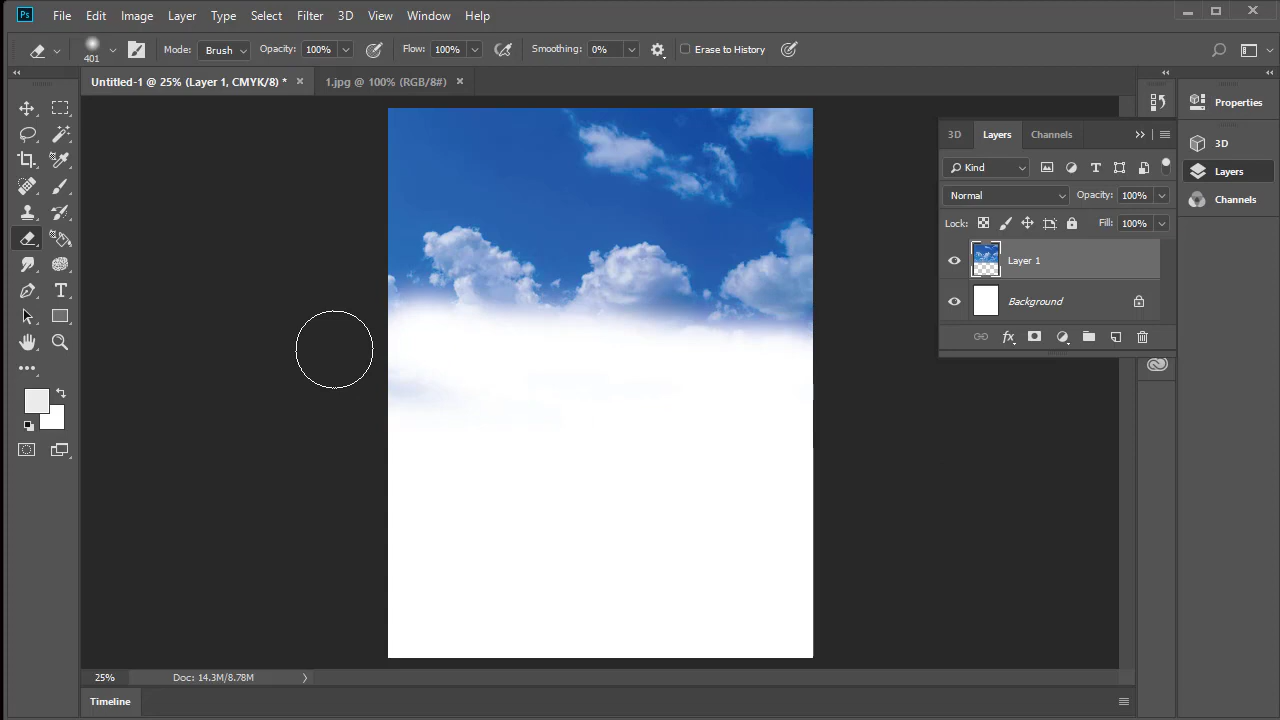 Ps File Edit Image Layer Type Select Filter 3D View Window Help
401 Mode: Brush Opacity: 100% Flow: 100% Smoothing: 0% Erase to History
Untitled-1 @ 25% (Layer 1, CMYK/8) * × 1.jpg @ 100% (RGB/8#) ×
Properties
3D Layers Channels
3D
Kind
Layers
Normal Opacity: 100%
Channels
Lock: Fill: 100%
Layer 1
Background
25% Doc: 14.3M/8.78M
Timeline